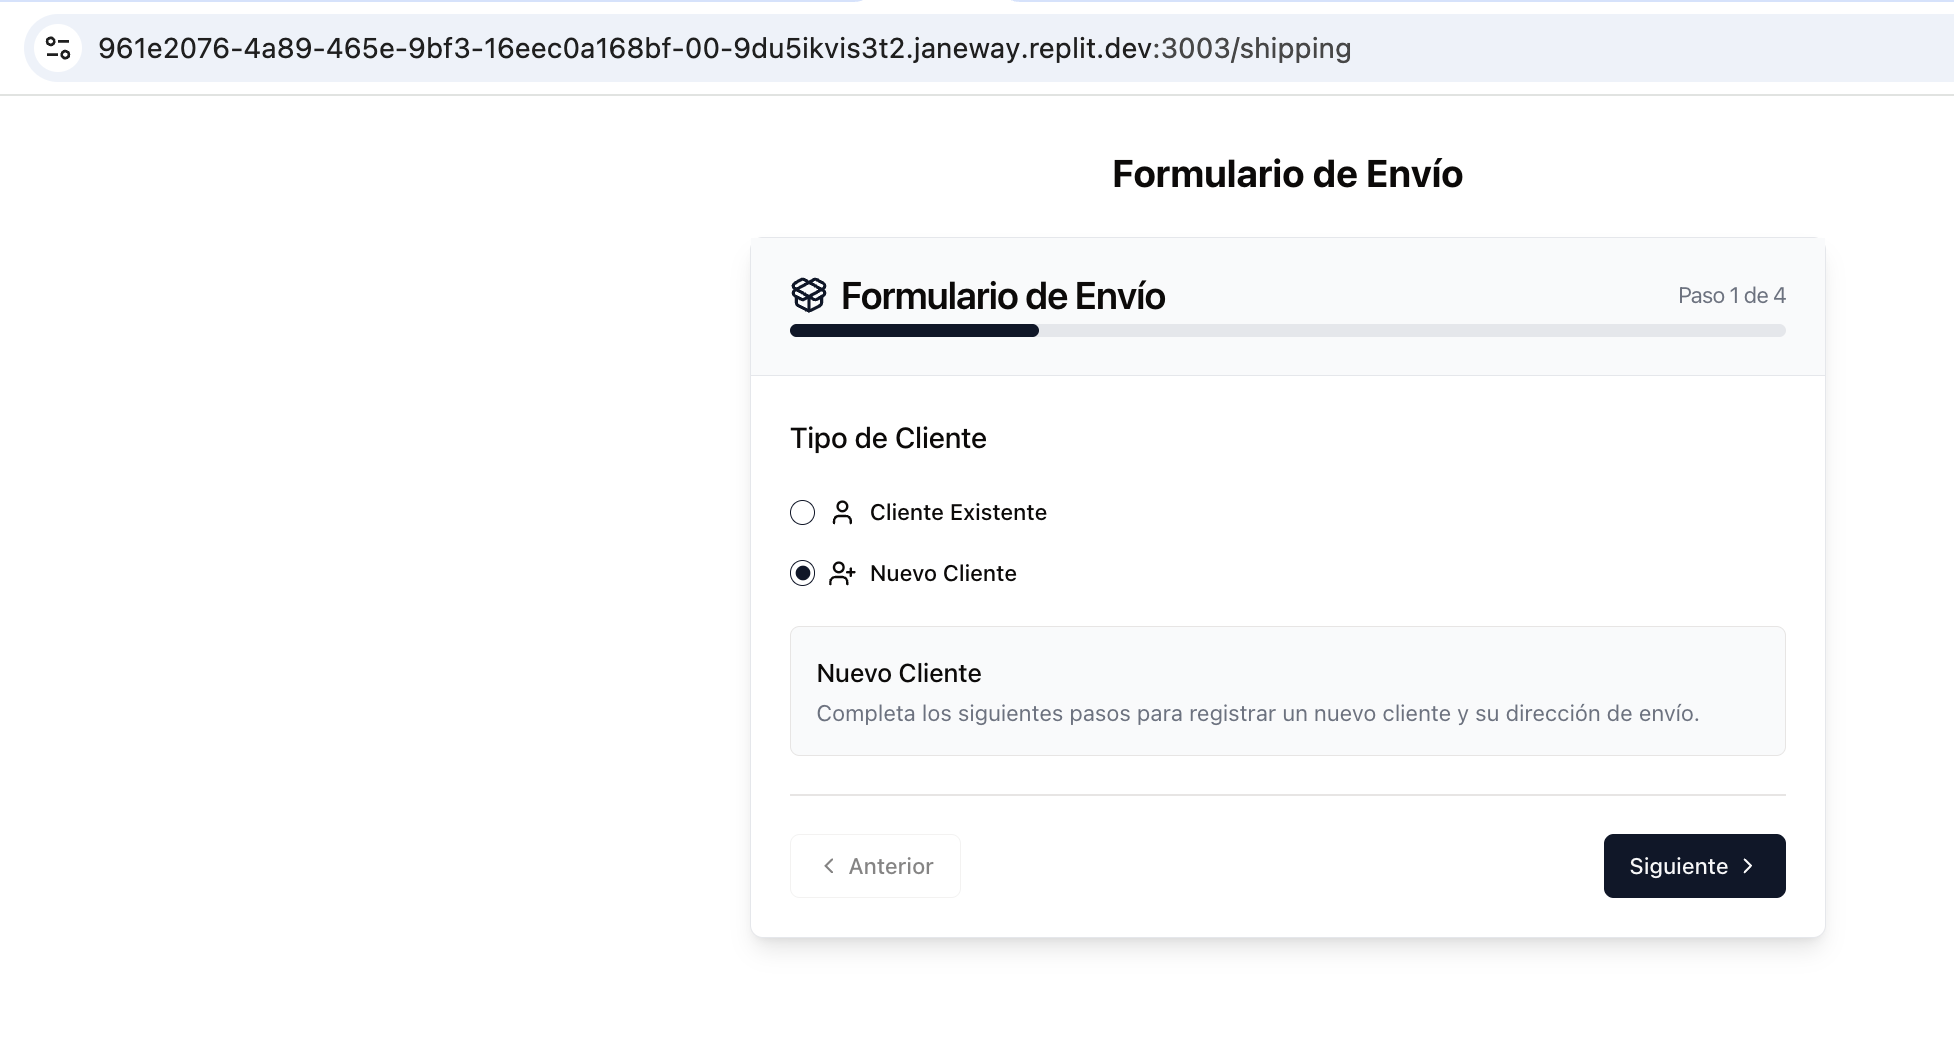 961e2076-4a89-465e-9bf3-16eec0a168bf-00-9du5ikvis3t2.janeway.replit.dev:3003/shipping
Formulario de Envío
Formulario de Envío
Paso 1 de 4
Tipo de Cliente
Cliente Existente
Nuevo Cliente
Nuevo Cliente
Completa los siguientes pasos para registrar un nuevo cliente y su dirección de envío.
Anterior
Siguiente